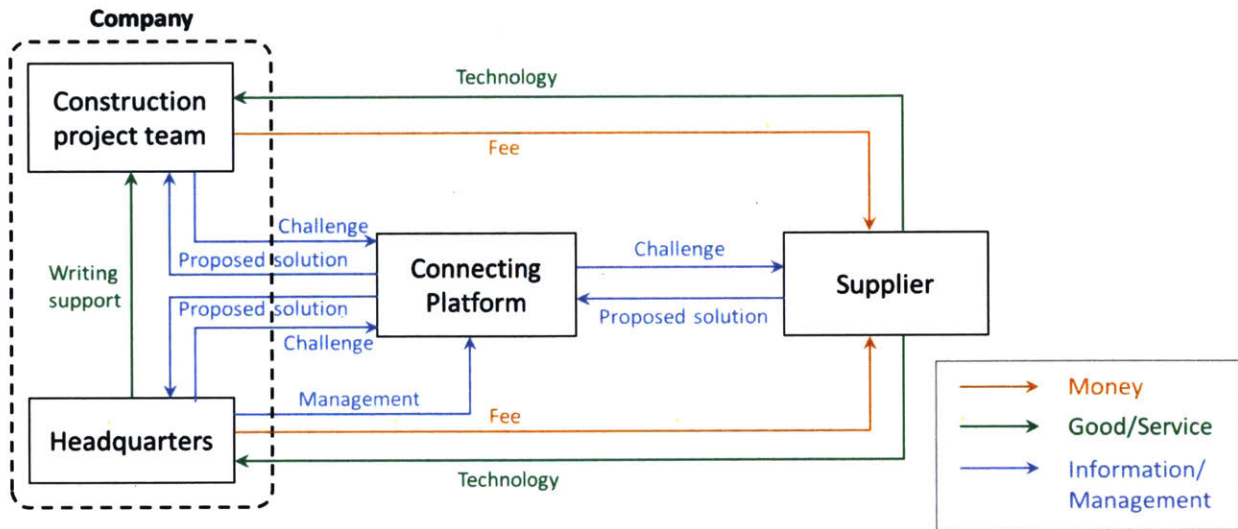 Company
Construction
project team
Technology
Fee
Challenge
Proposed solution
Connecting
Platform
Challenge
Proposed solution
Supplier
Writing
support
Proposed solution
Challenge
Management
Headquarters
Fee
Technology
Money
Good/Service
Information/
Management